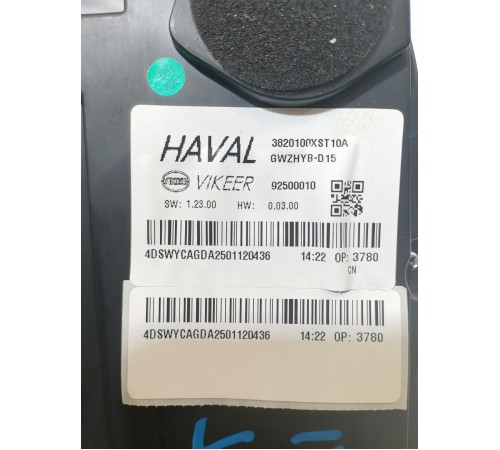 HAVAL 3820100XST10A
GWZHYB-D15
VIKEER 92500010
SW: 1.23.00 HW: 0.03.00
4DSWYCAGDA2501120436 14:22 OP: 3780
CN
4DSWYCAGDA2501120436 14:22 OP: 3780